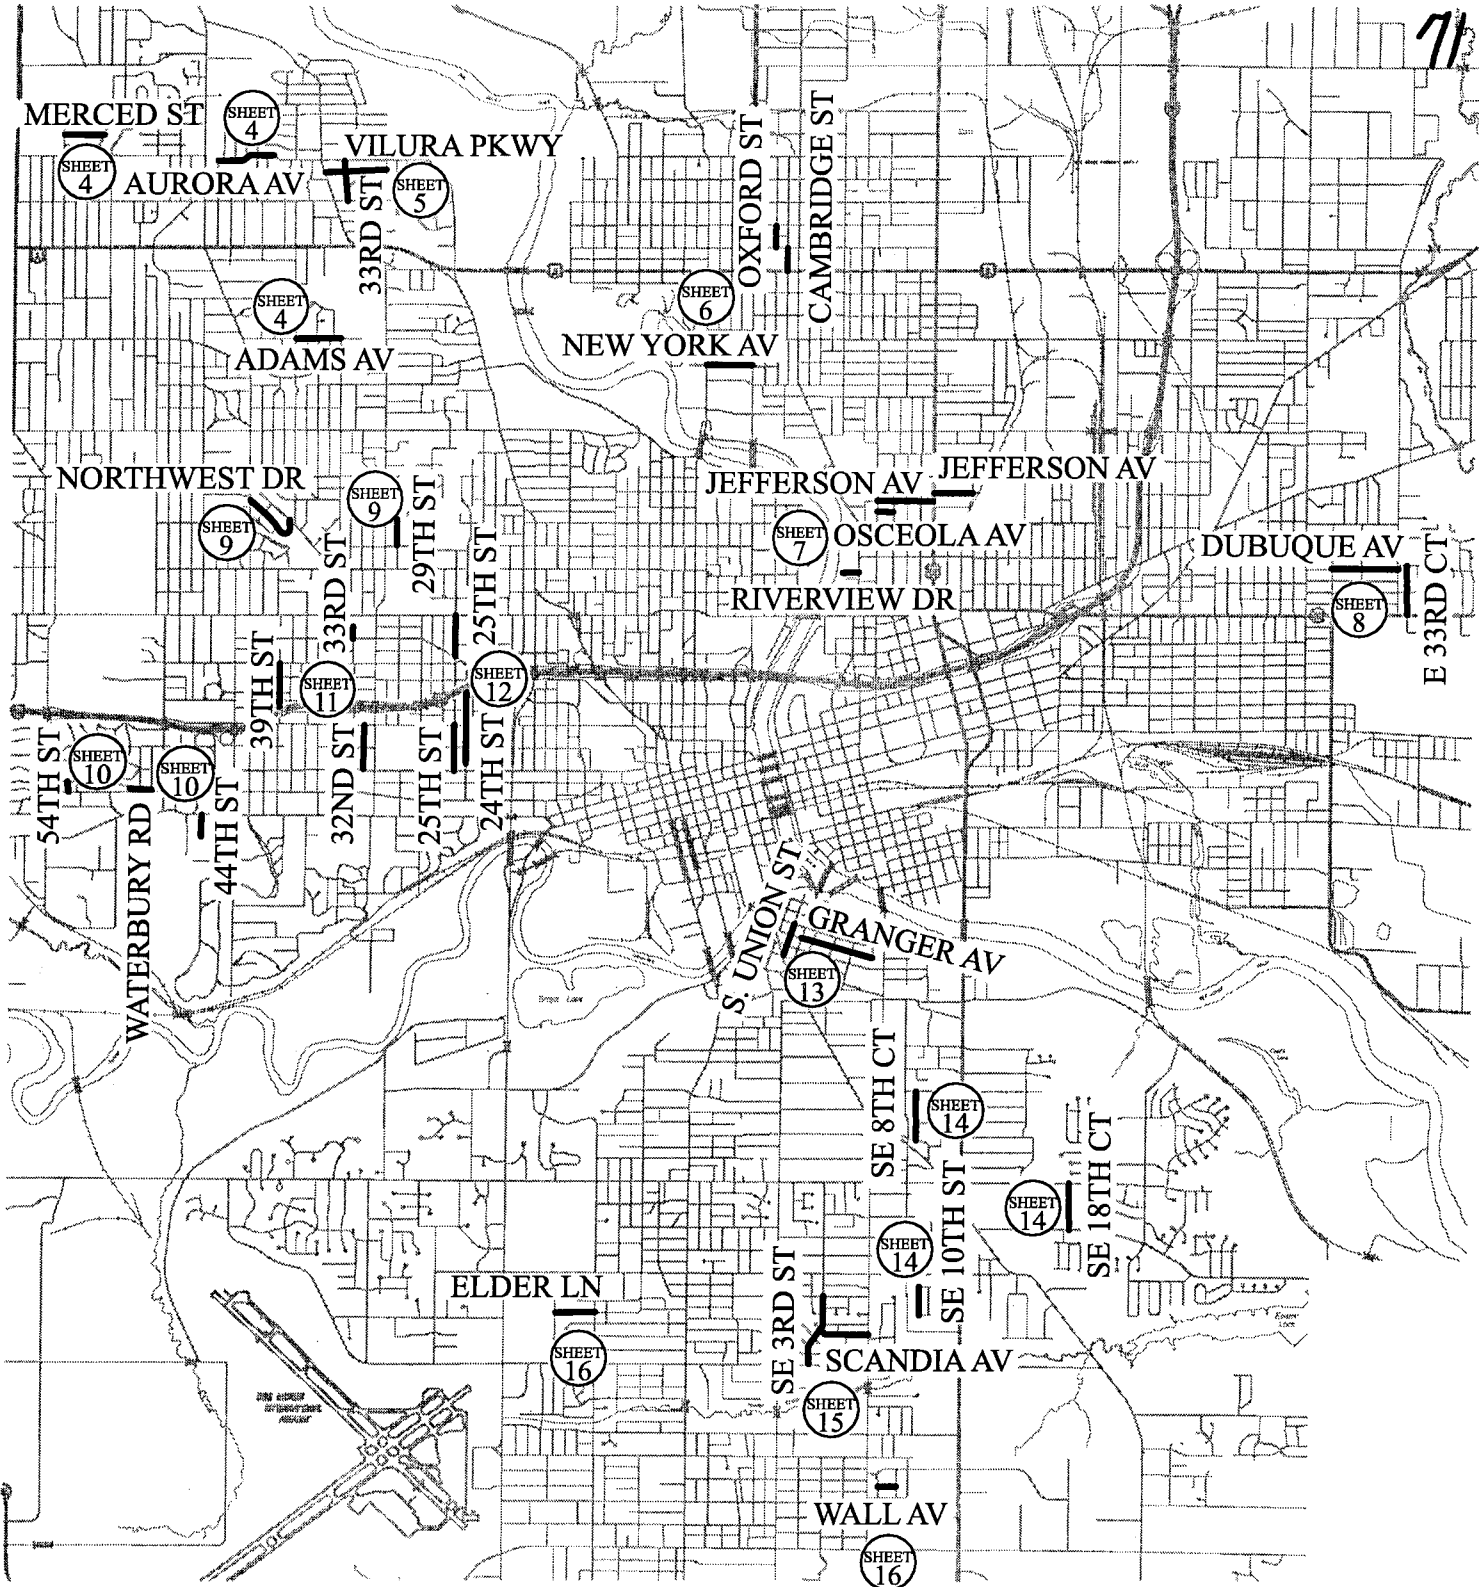 71
MERCED ST
SHEET 4
SHEET 4
AURORA AV
VILURA PKWY
SHEET 5
33RD ST
OXFORD ST
CAMBRIDGE ST
SHEET 4
ADAMS AV
SHEET 6
NEW YORK AV
NORTHWEST DR
SHEET 9
SHEET 9
29TH ST
33RD ST
25TH ST
JEFFERSON AV
JEFFERSON AV
SHEET 7
OSCEOLA AV
RIVERVIEW DR
DUBUQUE AV
SHEET 8
E 33RD CT
39TH ST
SHEET 11
SHEET 12
54TH ST
SHEET 10
SHEET 10
WATERBURY RD
44TH ST
32ND ST
25TH ST
24TH ST
S. UNION ST
GRANGER AV
SHEET 13
SE 8TH CT
SHEET 14
SE 10TH ST
SHEET 14
SE 18TH CT
SHEET 14
ELDER LN
SHEET 16
SE 3RD ST
SCANDIA AV
SHEET 15
WALL AV
SHEET 16